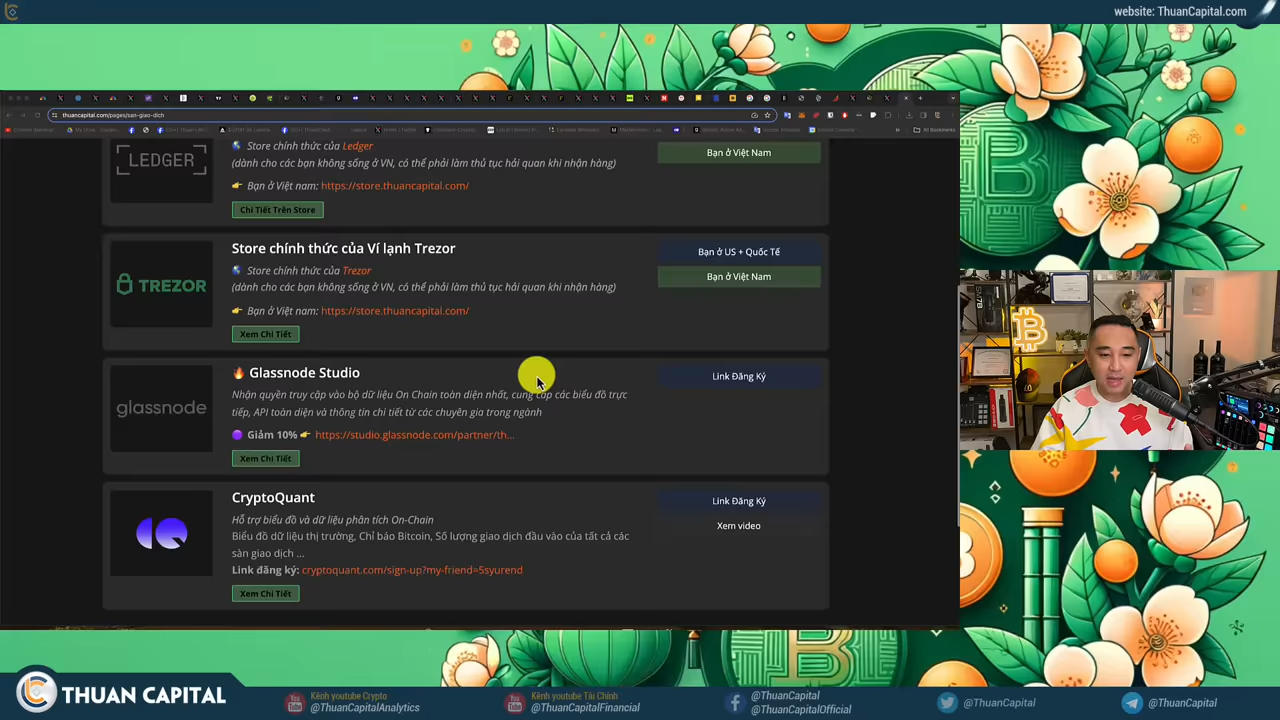 website: ThuanCapital.com
thuancapital.com/pages/san-giao-dich
All Bookmarks
LEDGER
Store chính thức của Ledger
(dành cho các bạn không sống ở VN, có thể phải làm thủ tục hải quan khi nhận hàng)
👉 Bạn ở Việt nam: https://store.thuancapital.com/
Chi Tiết Trên Store
Bạn ở Việt Nam
TREZOR
Store chính thức của Ví lạnh Trezor
Store chính thức của Trezor
(dành cho các bạn không sống ở VN, có thể phải làm thủ tục hải quan khi nhận hàng)
👉 Bạn ở Việt nam: https://store.thuancapital.com/
Xem Chi Tiết
Bạn ở US + Quốc Tế
Bạn ở Việt Nam
glassnode
🔥 Glassnode Studio
Nhận quyền truy cập vào bộ dữ liệu On Chain toàn diện nhất, cung cấp các biểu đồ trực
tiếp, API toàn diện và thông tin chi tiết từ các chuyên gia trong ngành
🟣 Giảm 10% 👉 https://studio.glassnode.com/partner/th...
Xem Chi Tiết
Link Đăng Ký
CryptoQuant
Hỗ trợ biểu đồ và dữ liệu phân tích On-Chain
Biểu đồ dữ liệu thị trường, Chỉ báo Bitcoin, Số lượng giao dịch đầu vào của tất cả các
sàn giao dịch ...
Link đăng ký: cryptoquant.com/sign-up?my-friend=5syurend
Xem Chi Tiết
Link Đăng Ký
Xem video
THUAN CAPITAL
Kênh youtube Crypto
@ThuanCapitalAnalytics
Kênh youtube Tài Chính
@ThuanCapitalFinancial
@ThuanCapital
@ThuanCapitalOfficial
@ThuanCapital
@ThuanCapital